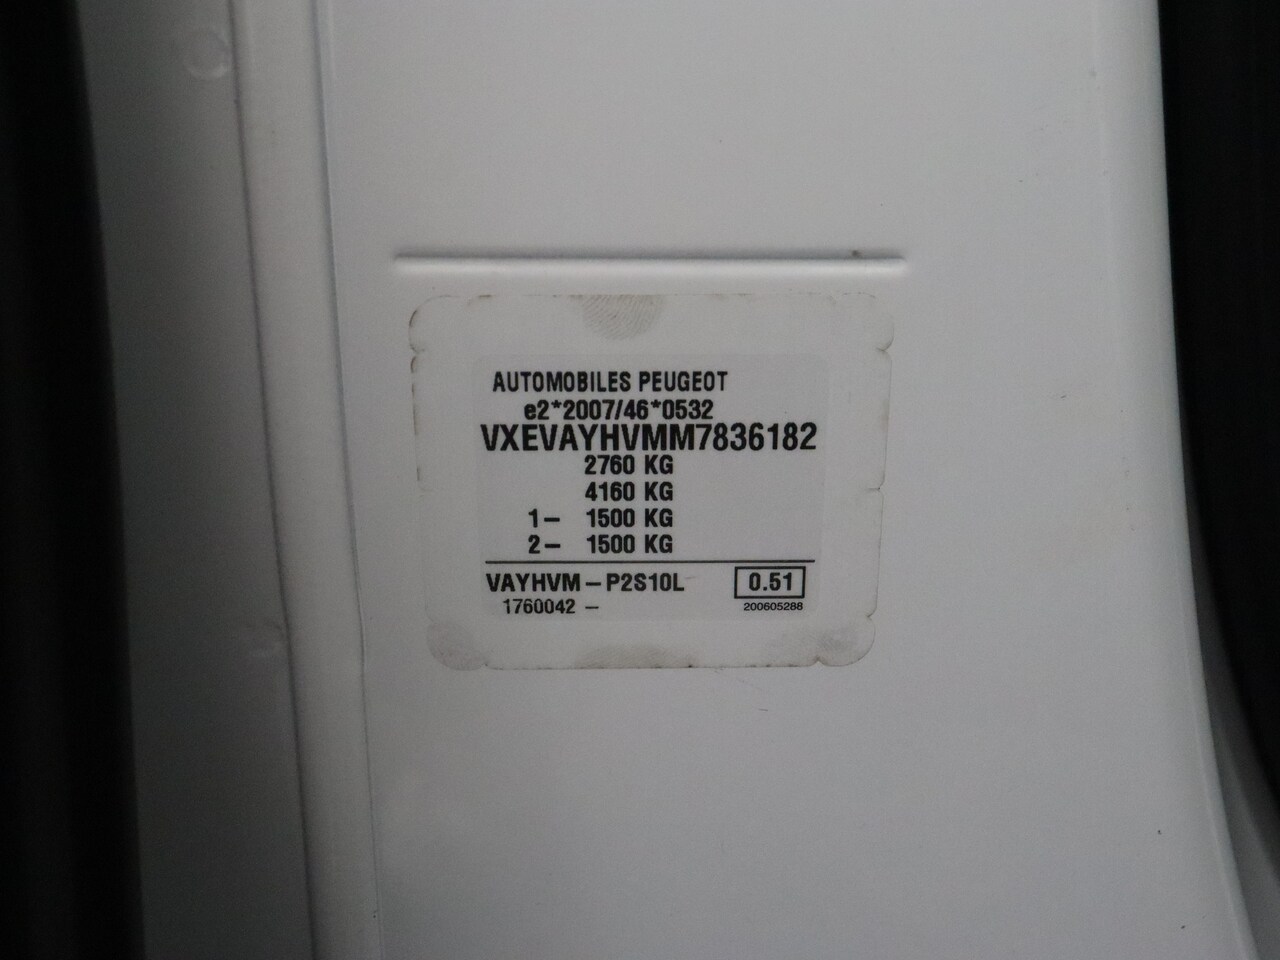 AUTOMOBILES PEUGEOT
e2*2007/46*0532
VXEVAYHVMM7836182
2760 KG
4160 KG
1- 1500 KG
2- 1500 KG
VAYHVM-P2S10L 0.51
1760042 - 200605288